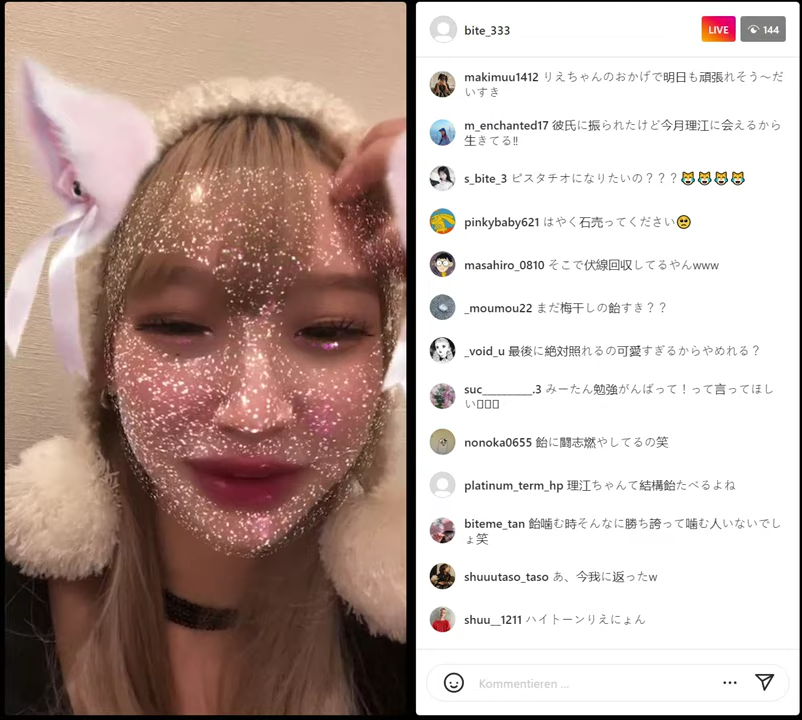 bite_333
LIVE
144
makimuu1412 りえちゃんのおかげで明日も頑張れそう〜だ
いすき
m_enchanted17 彼氏に振られたけど今月理江に会えるから
生きてる‼
s_bite_3 ピスタチオになりたいの？？？😹😹😹😹
pinkybaby621 はやく石売ってください🥺
masahiro_0810 そこで伏線回収してるやんwww
_moumou22 まだ梅干しの飴すき？？
_void_u 最後に絶対照れるの可愛すぎるからやめれる？
suc_________.3 みーたん勉強がんばって！って言ってほし
い▯▯▯
nonoka0655 飴に闘志燃やしてるの笑
platinum_term_hp 理江ちゃんて結構飴たべるよね
biteme_tan 飴噛む時そんなに勝ち誇って噛む人いないでし
ょ笑
shuuutaso_taso あ、今我に返ったw
shuu__1211 ハイトーンりえにょん
Kommentieren ...